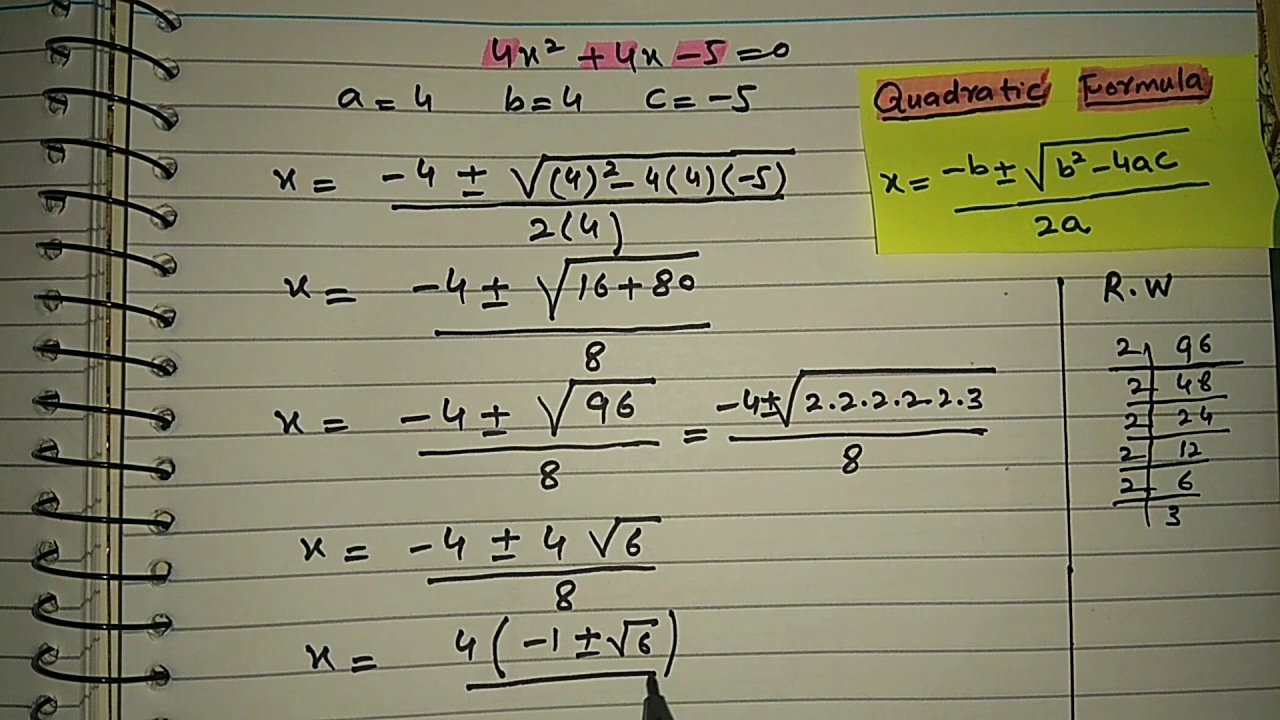 4x² + 4x - 5 = 0
a = 4 b = 4 c = -5
x = -4 ± √(4)² - 4(4)(-5)
2(4)
x = -4 ± √16 + 80
8
x = -4 ± √96 = -4 ± √2.2.2.2.2.3
8 8
x = -4 ± 4 √6
8
x = 4(-1 ± √6)
Quadratic Formula
x = -b ± √b² - 4ac
2a
R.W
2 96
2 48
2 24
2 12
2 6
3